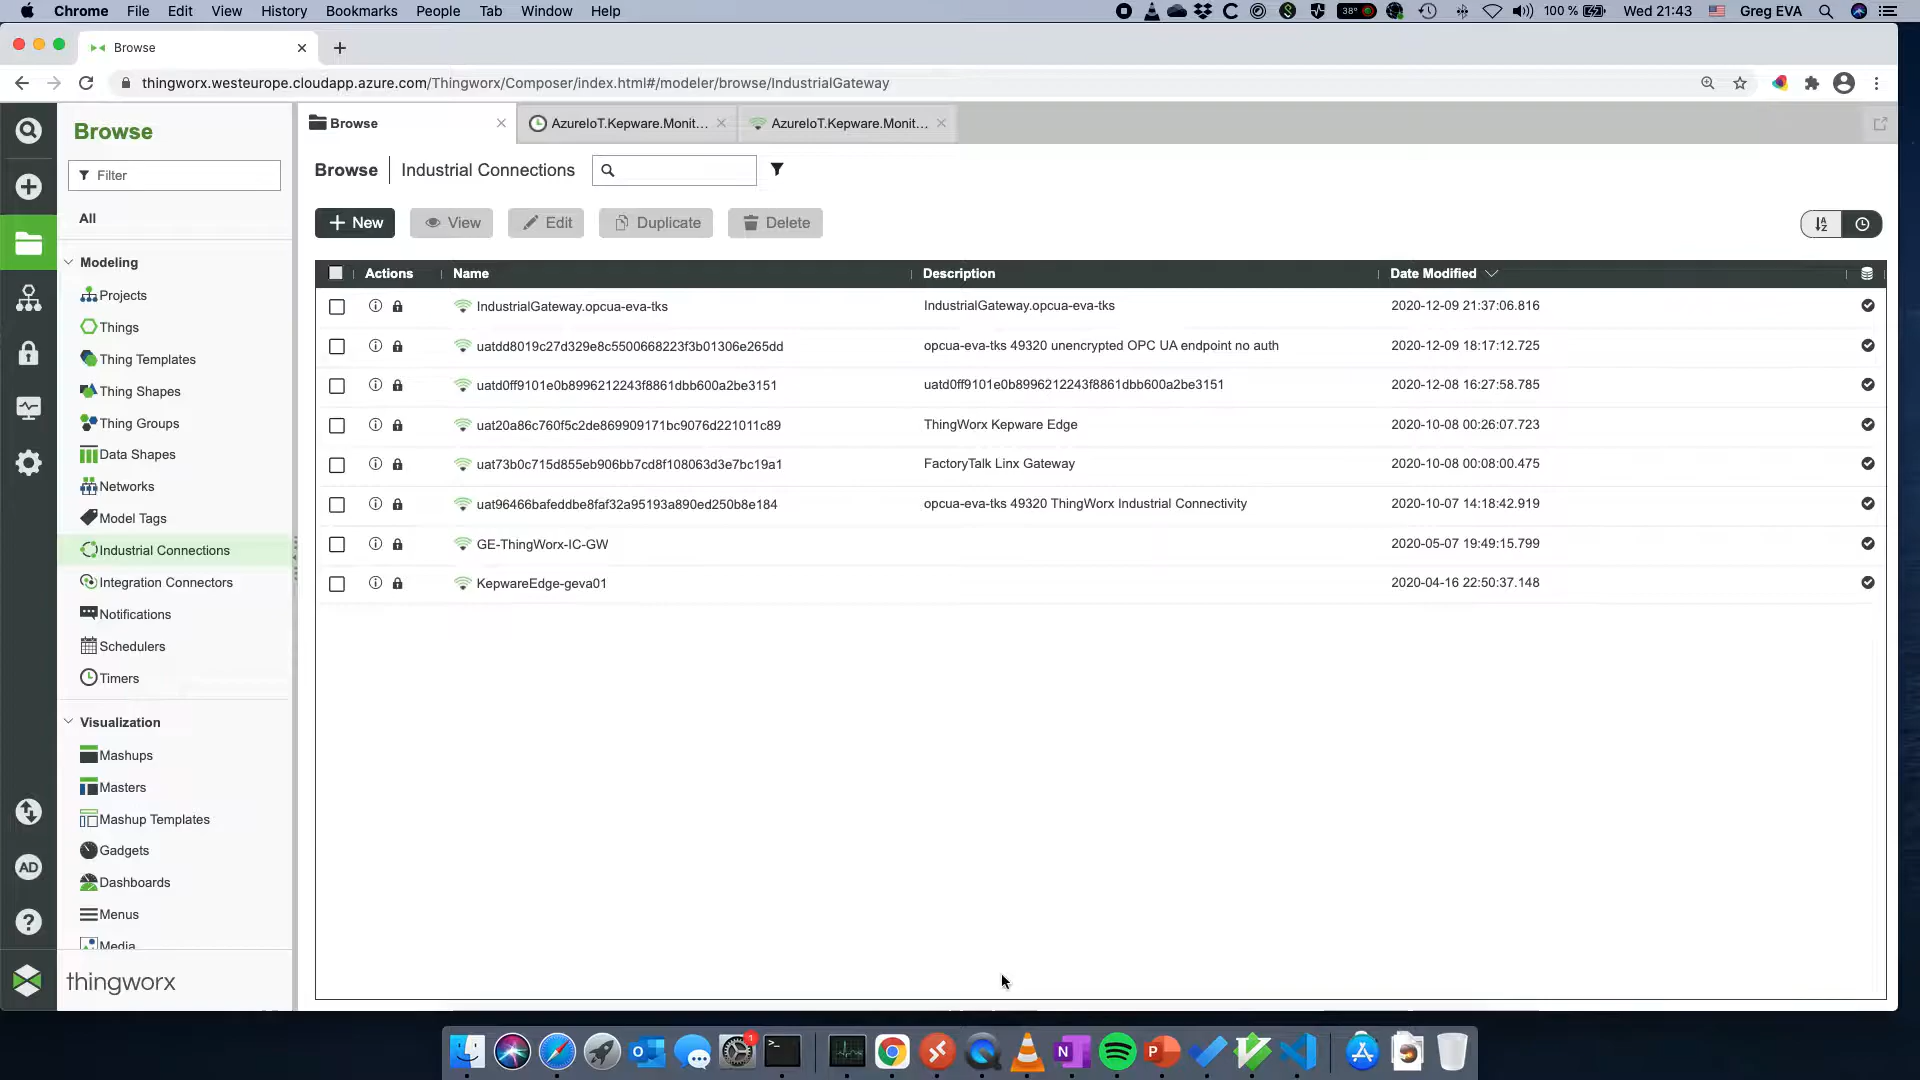 Chrome File Edit View History Bookmarks People Tab Window Help 38° 100 % Wed 21:43 Greg EVA
Browse
thingworx.westeurope.cloudapp.azure.com/Thingworx/Composer/index.html#/modeler/browse/IndustrialGateway
Browse
Filter
All
Modeling
Projects
Things
Thing Templates
Thing Shapes
Thing Groups
Data Shapes
Networks
Model Tags
Industrial Connections
Integration Connectors
Notifications
Schedulers
Timers
Visualization
Mashups
Masters
Mashup Templates
Gadgets
Dashboards
Menus
Media
AD
thingworx
Browse AzureIoT.Kepware.Monit... AzureIoT.Kepware.Monit...
Browse Industrial Connections
New View Edit Duplicate Delete
Actions Name Description Date Modified
IndustrialGateway.opcua-eva-tks IndustrialGateway.opcua-eva-tks 2020-12-09 21:37:06.816
uatdd8019c27d329e8c5500668223f3b01306e265dd opcua-eva-tks 49320 unencrypted OPC UA endpoint no auth 2020-12-09 18:17:12.725
uatd0ff9101e0b8996212243f8861dbb600a2be3151 uatd0ff9101e0b8996212243f8861dbb600a2be3151 2020-12-08 16:27:58.785
uat20a86c760f5c2de869909171bc9076d221011c89 ThingWorx Kepware Edge 2020-10-08 00:26:07.723
uat73b0c715d855eb906bb7cd8f108063d3e7bc19a1 FactoryTalk Linx Gateway 2020-10-08 00:08:00.475
uat96466bafeddbe8faf32a95193a890ed250b8e184 opcua-eva-tks 49320 ThingWorx Industrial Connectivity 2020-10-07 14:18:42.919
GE-ThingWorx-IC-GW 2020-05-07 19:49:15.799
KepwareEdge-geva01 2020-04-16 22:50:37.148